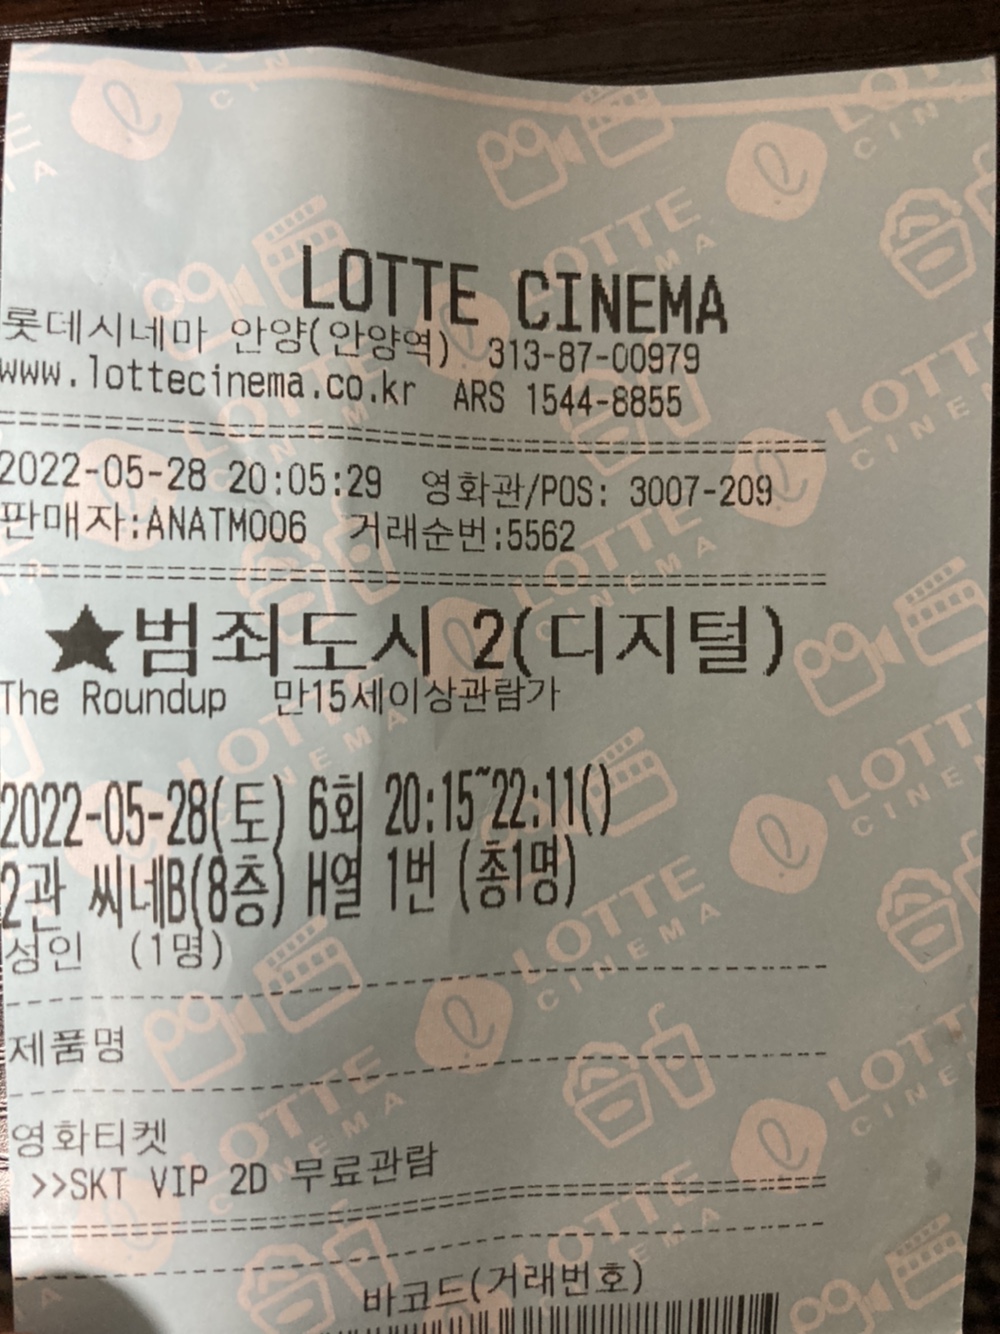 LOTTE CINEMA
롯데시네마 안양(안양역) 313-87-00979
www.lottecinema.co.kr ARS 1544-8855
2022-05-28 20:05:29 영화관/POS: 3007-209
판매자:ANATM006 거래순번:5562
★범죄도시 2(디지털)
The Roundup 만15세이상관람가
2022-05-28(토) 6회 20:15~22:11()
2관 씨네B(8층) H열 1번 (총1명)
성인 (1명)
제품명
영화티켓
>>SKT VIP 2D 무료관람
바코드(거래번호)